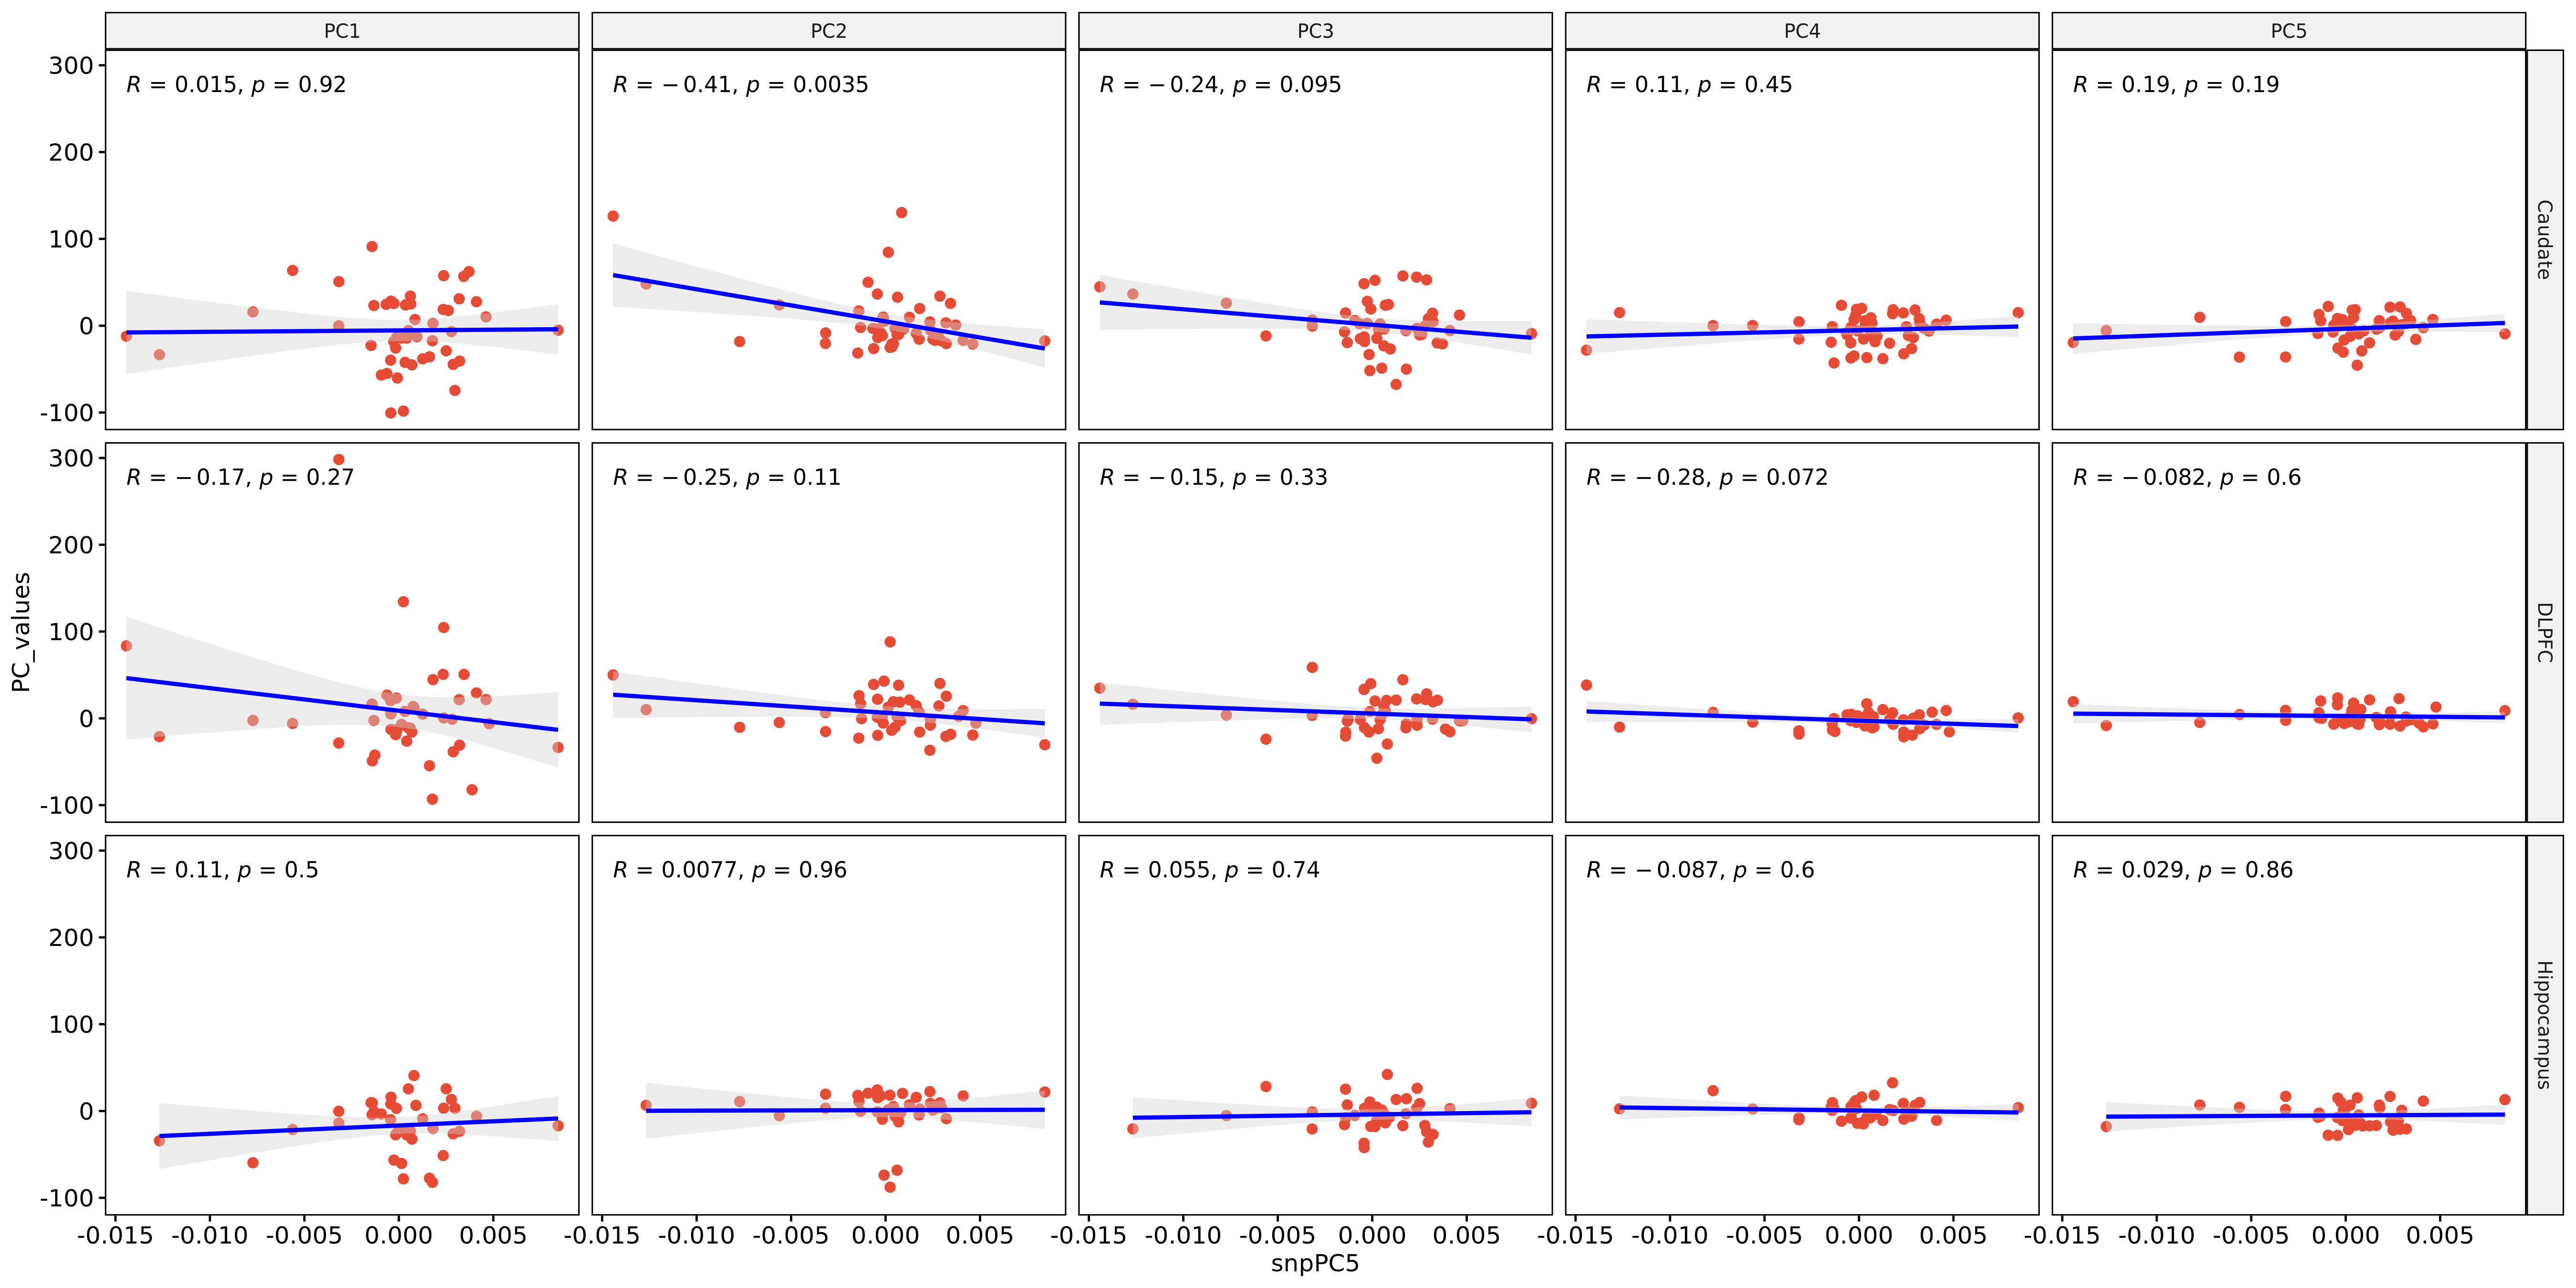 PC1 PC2 PC3 PC4 PC5
R = 0.015, p = 0.92
R = −0.41, p = 0.0035
R = −0.24, p = 0.095
R = 0.11, p = 0.45
R = 0.19, p = 0.19
Caudate
300
200
100
0
-100
R = −0.17, p = 0.27
R = −0.25, p = 0.11
R = −0.15, p = 0.33
R = −0.28, p = 0.072
R = −0.082, p = 0.6
DLPFC
300
200
100
0
-100
PC_values
R = 0.11, p = 0.5
R = 0.0077, p = 0.96
R = 0.055, p = 0.74
R = −0.087, p = 0.6
R = 0.029, p = 0.86
Hippocampus
300
200
100
0
-100
-0.015 -0.010 -0.005 0.000 0.005 -0.015 -0.010 -0.005 0.000 0.005 -0.015 -0.010 -0.005 0.000 0.005 -0.015 -0.010 -0.005 0.000 0.005 -0.015 -0.010 -0.005 0.000 0.005
snpPC5